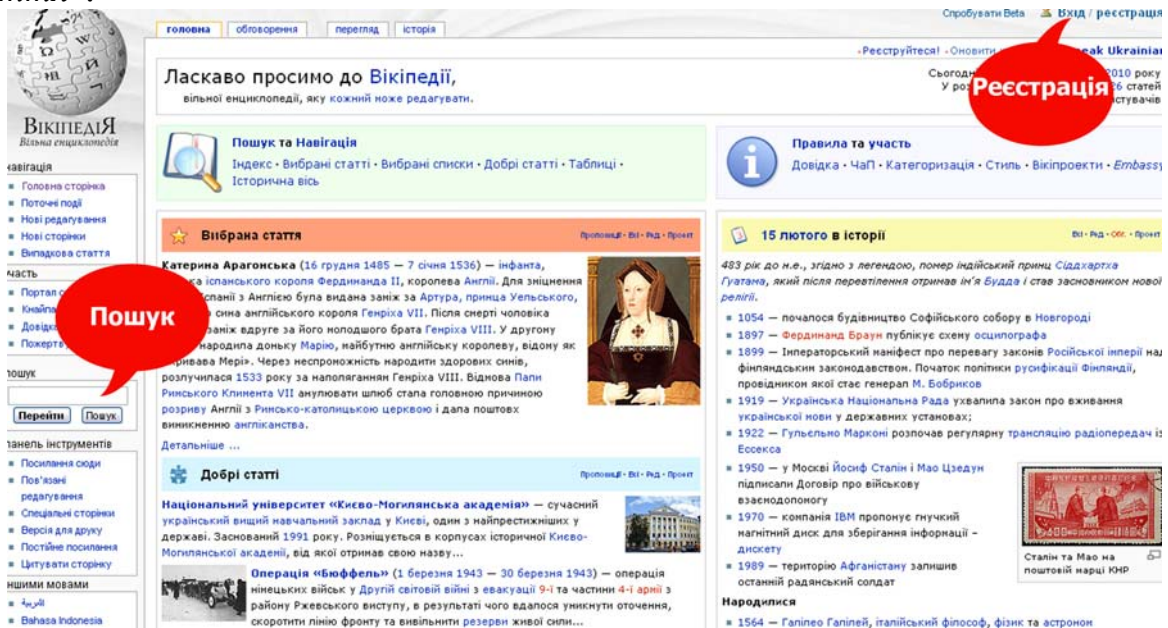 Спробувати Beta Вхід / реєстрація
головна обговорення перегляд історія
Реєстрація
Ласкаво просимо до Вікіпедії,
вільної енциклопедії, яку кожний може редагувати.
ВІКІПЕДІЯ
Вільна енциклопедія
навігація
Головна сторінка
Поточні події
Нові редагування
Нові сторінки
Випадкова стаття
участь
Портал
Пошук
пошук
Перейти Пошук
панель інструментів
Посилання сюди
Пов'язані
редагування
Спеціальні сторінки
Версія для друку
Постійне посилання
Цитувати сторінку
іншими мовами
العربية
Bahasa Indonesia
Пошук та Навігація
Індекс • Вибрані статті • Вибрані списки • Добрі статті • Таблиці •
Історична вісь
Вибрана стаття
Катерина Арагонська (16 грудня 1485 — 7 січня 1536) — інфанта,
іспанського короля Фердинанда II, королева Англії. Для зміцнення
Іспанії з Англією була видана заміж за Артура, принца Уельського,
сина англійського короля Генріха VII. Після смерті чоловіка
заміж вдруге за його молодшого брата Генріха VIII. У другому
народила доньку Марію, майбутню англійську королеву, відому як
Мері». Через неспроможність народити здорових синів,
розлучилася 1533 року за наполяганням Генріха VIII. Відмова Папи
Римського Климента VII анулювати шлюб стала головною причиною
розриву Англії з Римсько-католицькою церквою і дала поштовх
виникненню англіканства.
Детальніше ...
Добрі статті
Національний університет «Києво-Могилянська академія» — сучасний
український вищий навчальний заклад у Києві, один з найпрестижніших у
державі. Заснований 1991 року. Розміщується в корпусах історичної Києво-
Могилянської академії, від якої отримав свою назву...
Операція «Бюффель» (1 березня 1943 — 30 березня 1943) — операція
німецьких військ у Другій світовій війні з евакуації 9-ї та частини 4-ї армії з
району Ржевського виступу, в результаті чого вдалося уникнути оточення,
скоротити лінію фронту та вивільнити резерви живої сили...
Правила та участь
Довідка • ЧаП • Категоризація • Стиль • Вікіпроекти • Embassy
15 лютого в історії
483 рік до н.е., згідно з легендою, помер індійський принц Сіддхартха
Гуатама, який після перевтілення отримав ім'я Будда і став засновником нової
релігії.
1054 — почалося будівництво Софійського собору в Новгороді
1897 — Фердинанд Браун публікує схему осцилографа
1899 — Імператорський маніфест про перевагу законів Російської імперії над
фінляндським законодавством. Початок політики русифікації Фінляндії,
провідником якої стає генерал М. Бобриков
1919 — Українська Національна Рада ухвалила закон про вживання
української мови у державних установах;
1922 — Гульєльмо Марконі розпочав регулярну трансляцію радіопередач із
Ессекса
1950 — у Москві Йосиф Сталін і Мао Цзедун
підписали Договір про військову
взаємодопомогу
1970 — компанія IBM пропонує гнучкий
магнітний диск для зберігання інформації –
дискету
1989 — територію Афганістану залишив
останній радянський солдат
Сталін та Мао на
поштовій марці КНР
Народилися
1564 — Галілео Галілей, італійський філософ, фізик та астроном